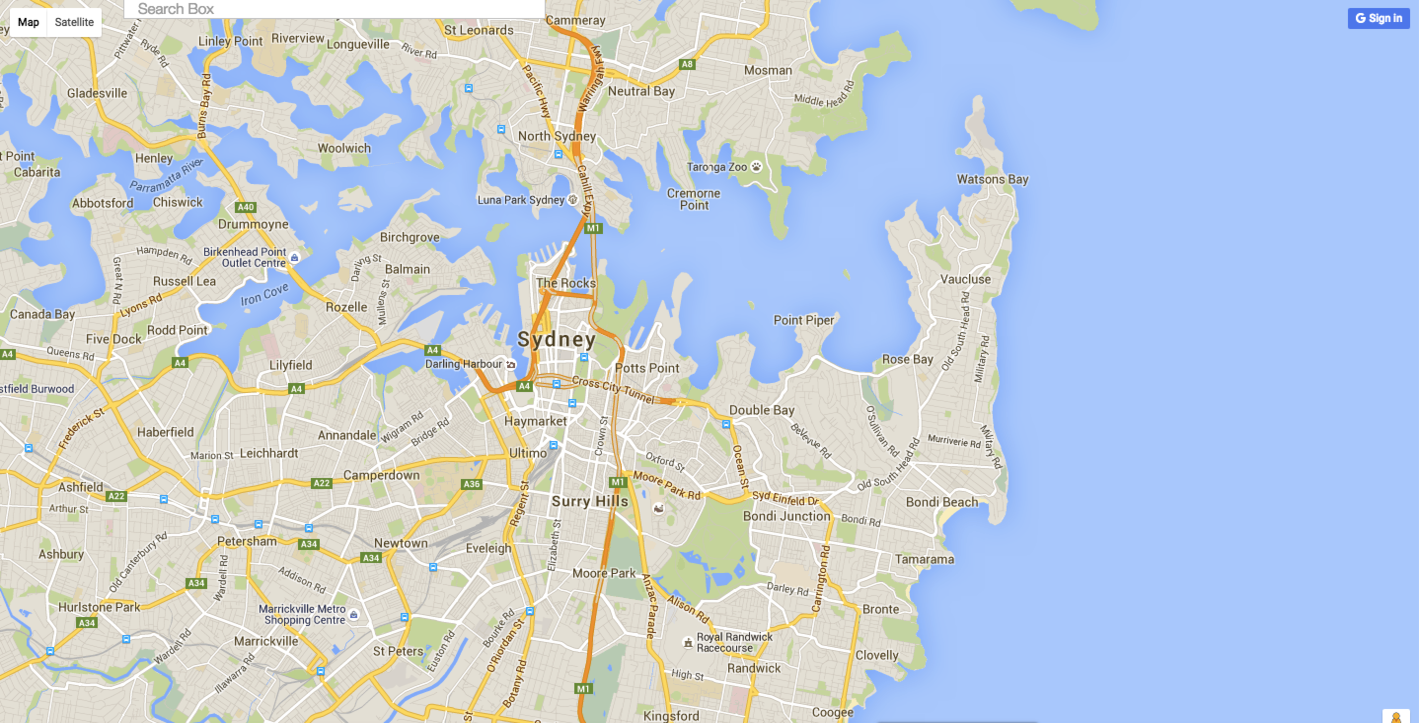 Search Box
Map
Satellite
G Sign in
Cammeray
St Leonards
Linley Point
Riverview
Longueville
River Rd
Pittwater Rd
Ryde Rd
Burns Bay Rd
Gladesville
Pacific Hwy
Warringah Fwy
A8
Mosman
Neutral Bay
Middle Head Rd
North Sydney
Woolwich
Henley
t Point
Cabarita
Parramatta River
Taronga Zoo
Cremorne
Point
Watsons Bay
Abbotsford
Chiswick
A40
Luna Park Sydney
Cahill Expy
M1
Drummoyne
Birchgrove
Hampden Rd
Birkenhead Point
Outlet Centre
Darling St
Balmain
Great N Rd
Russell Lea
The Rocks
Vaucluse
Iron Cove
Lyons Rd
Rozelle
Mullens St
Canada Bay
Rodd Point
Five Dock
Point Piper
Old South Head Rd
Military Rd
Sydney
Queens Rd
A4
A4
A4
Lilyfield
Darling Harbour
Potts Point
Rose Bay
stfield Burwood
A4
A4
Cross City Tunnel
Double Bay
Frederick St
Haberfield
Annandale
Wigram Rd
Bridge Rd
Haymarket
Crown St
Bellevue Rd
O'Sullivan Rd
Murriverie Rd
Military Rd
Marion St
Leichhardt
Ultimo
Oxford St
Ocean St
Old South Head Rd
Camperdown
Ashfield
A22
A22
A36
M1
Moore Park Rd
Syd Einfeld Dr
Arthur St
Regent St
Surry Hills
Bondi Beach
Bondi Junction
Bondi Rd
Petersham
A34
Newtown
Eveleigh
Elizabeth St
Ashbury
Old Canterbury Rd
Wardell Rd
A34
Tamarama
Addison Rd
Moore Park
A34
Anzac Parade
Darley Rd
Carrington Rd
Hurlstone Park
A34
Marrickville Metro
Shopping Centre
Alison Rd
Bronte
Marrickville
Bourke Rd
Royal Randwick
Racecourse
Wardell Rd
Illawarra Rd
St Peters
Euston Rd
O'Riordan St
Botany Rd
Clovelly
Randwick
High St
M1
St
Kingsford
Coogee